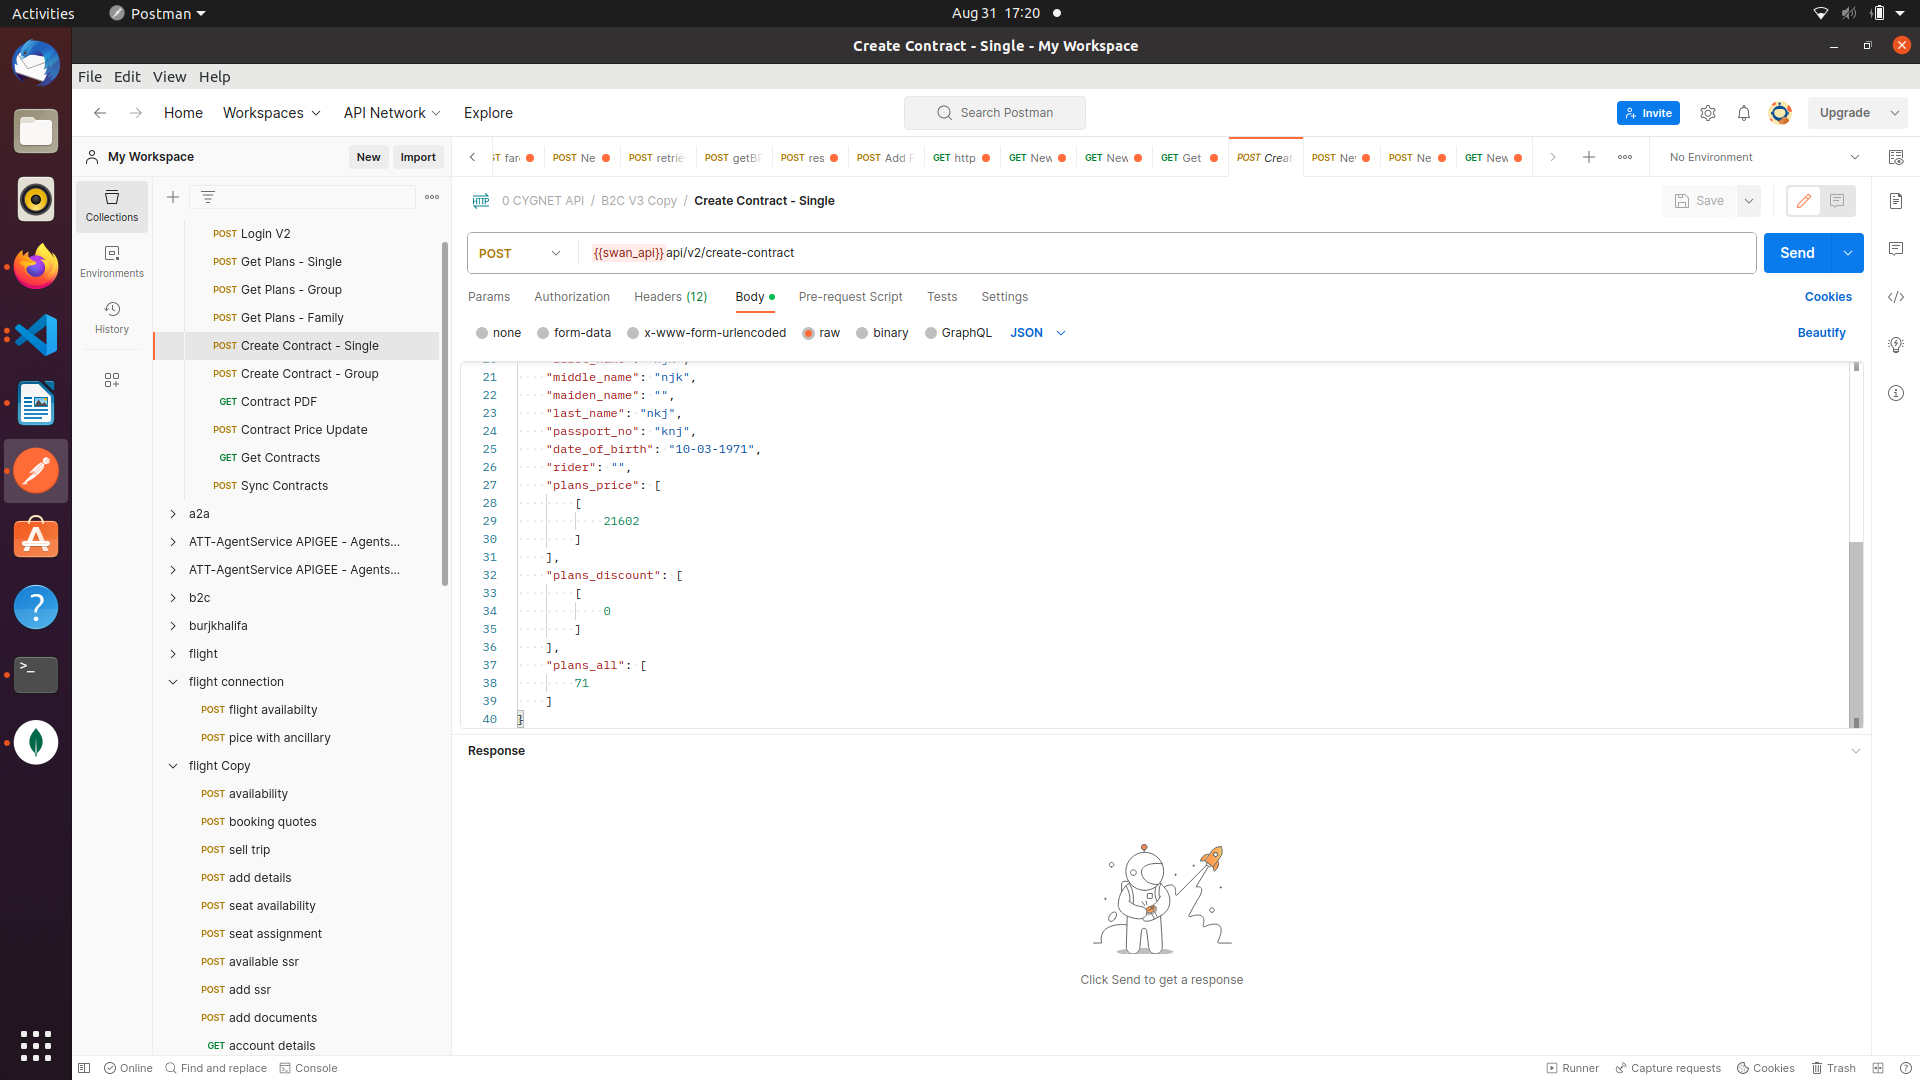 Activities
Postman
Aug 31 17:20
Create Contract - Single - My Workspace
File Edit View Help
Home Workspaces API Network Explore
Search Postman
Invite
Upgrade
My Workspace
New Import
POST Ne
POST retrie
POST getBF
POST res
POST Add F
GET http
GET New
GET New
GET Get
POST Creat
POST Ne
POST Ne
GET New
No Environment
Collections
Environments
History
POST Login V2
POST Get Plans - Single
POST Get Plans - Group
POST Get Plans - Family
POST Create Contract - Single
POST Create Contract - Group
GET Contract PDF
POST Contract Price Update
GET Get Contracts
POST Sync Contracts
a2a
ATT-AgentService APIGEE - Agents...
ATT-AgentService APIGEE - Agents...
b2c
burjkhalifa
flight
flight connection
POST flight availabilty
POST pice with ancillary
flight Copy
POST availability
POST booking quotes
POST sell trip
POST add details
POST seat availability
POST seat assignment
POST available ssr
POST add ssr
POST add documents
GET account details
HTTP
0 CYGNET API / B2C V3 Copy / Create Contract - Single
Save
POST
{{swan_api}}api/v2/create-contract
Send
Params Authorization Headers (12) Body Pre-request Script Tests Settings
Cookies
none form-data x-www-form-urlencoded raw binary GraphQL JSON
Beautify
21 "middle_name": "njk",
22 "maiden_name": "",
23 "last_name": "nkj",
24 "passport_no": "knj",
25 "date_of_birth": "10-03-1971",
26 "rider": "",
27 "plans_price": [
28 [
29 21602
30 ]
31 ],
32 "plans_discount": [
33 [
34 0
35 ]
36 ],
37 "plans_all": [
38 71
39 ]
40 }
Response
Click Send to get a response
Online Find and replace Console
Runner Capture requests Cookies Trash